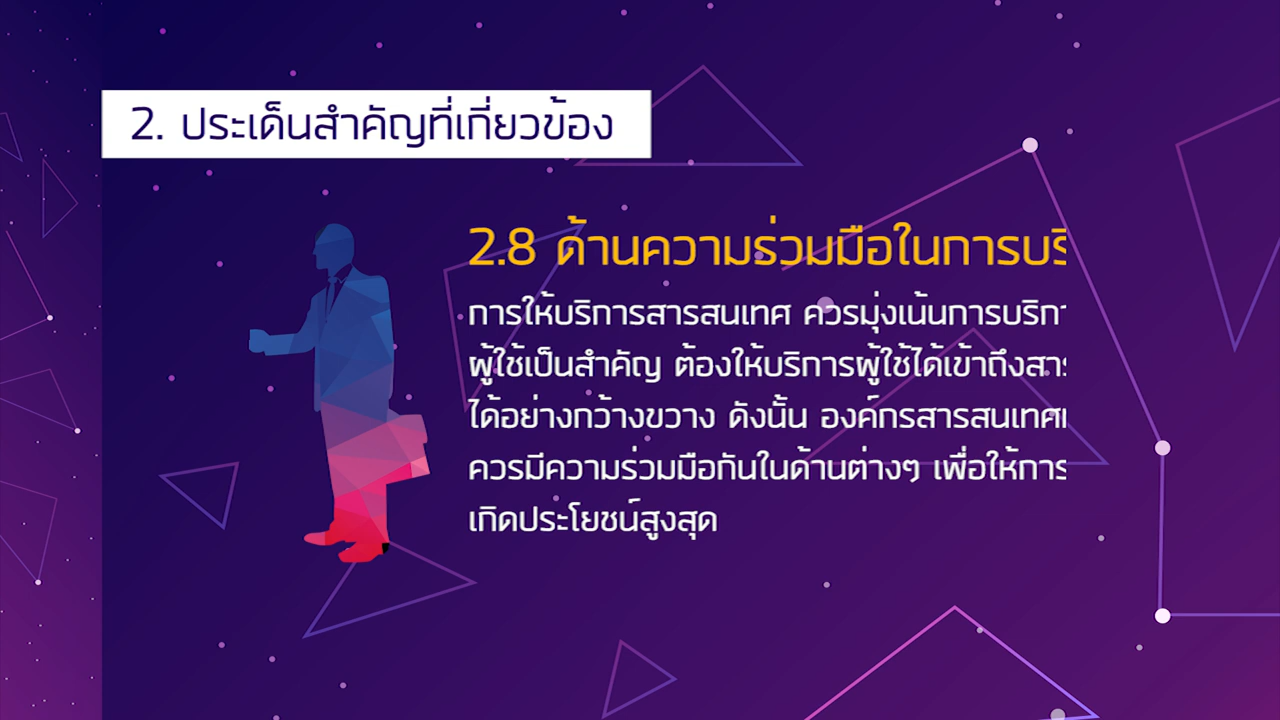 2. ประเด็นสำคัญที่เกี่ยวข้อง
2.8 ด้านความร่วมมือในการบริ
การให้บริการสารสนเทศ ควรมุ่งเน้นการบริกา
ผู้ใช้เป็นสำคัญ ต้องให้บริการผู้ใช้ได้เข้าถึงสาร
ได้อย่างกว้างขวาง ดังนั้น องค์กรสารสนเทศ
ควรมีความร่วมมือกันในด้านต่างๆ เพื่อให้การ
เกิดประโยชน์สูงสุด